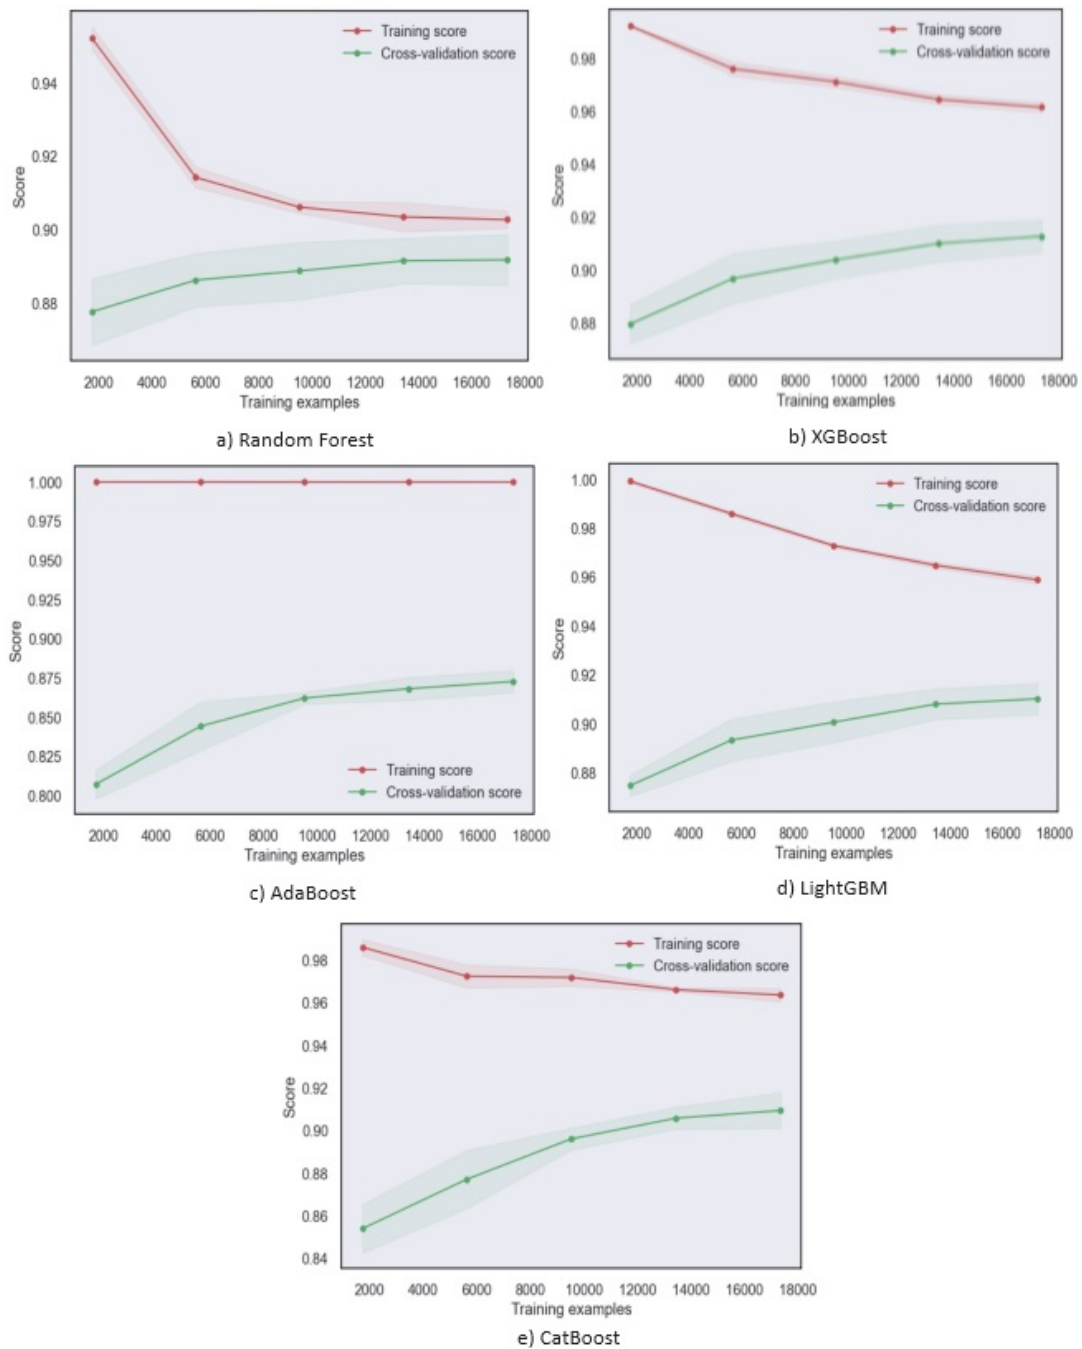 Training score
Cross-validation score
0.94
0.92
0.90
0.88
Score
2000 4000 6000 8000 10000 12000 14000 16000 18000
Training examples
a) Random Forest
Training score
Cross-validation score
0.98
0.96
0.94
0.92
0.90
0.88
Score
2000 4000 6000 8000 10000 12000 14000 16000 18000
Training examples
b) XGBoost
1.000
0.975
0.950
0.925
0.900
0.875
0.850
0.825
0.800
Score
Training score
Cross-validation score
2000 4000 6000 8000 10000 12000 14000 16000 18000
Training examples
c) AdaBoost
Training score
Cross-validation score
1.00
0.98
0.96
0.94
0.92
0.90
0.88
Score
2000 4000 6000 8000 10000 12000 14000 16000 18000
Training examples
d) LightGBM
Training score
Cross-validation score
0.98
0.96
0.94
0.92
0.90
0.88
0.86
0.84
Score
2000 4000 6000 8000 10000 12000 14000 16000 18000
Training examples
e) CatBoost